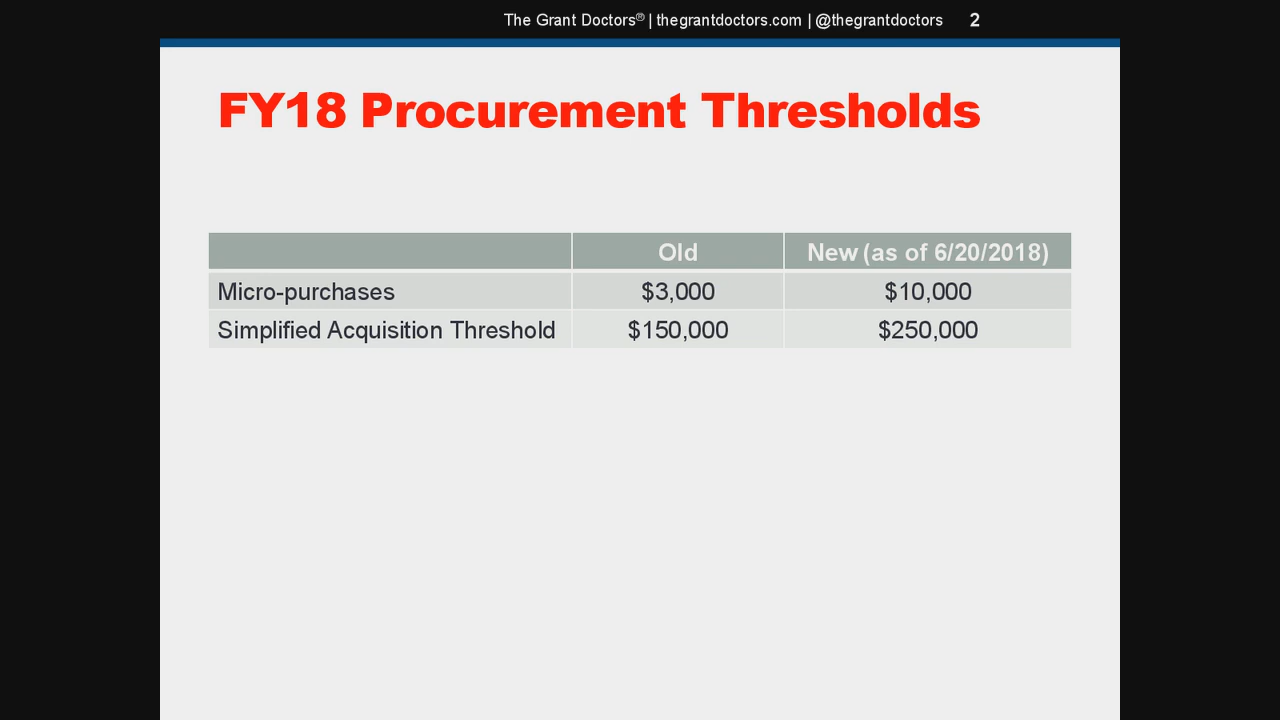 The Grant Doctors® | thegrantdoctors.com | @thegrantdoctors 2
FY18 Procurement Thresholds
Old New (as of 6/20/2018)
Micro-purchases $3,000 $10,000
Simplified Acquisition Threshold $150,000 $250,000